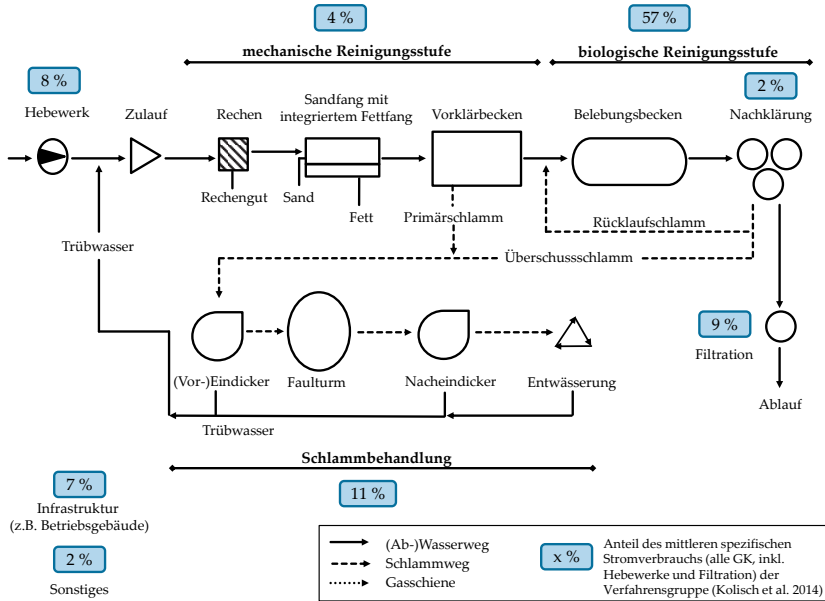 4 %
57 %
mechanische Reinigungsstufe
biologische Reinigungsstufe
8 %
2 %
Hebewerk
Zulauf
Rechen
Sandfang mit
integriertem Fettfang
Vorklärbecken
Belebungsbecken
Nachklärung
Rechengut
Sand
Fett
Primärschlamm
Rücklaufschlamm
Trübwasser
Überschussschlamm
9 %
Filtration
(Vor-)Eindicker
Faulturm
Nacheindicker
Entwässerung
Ablauf
Trübwasser
Schlammbehandlung
11 %
7 %
Infrastruktur
(z.B. Betriebsgebäude)
2 %
Sonstiges
(Ab-)Wasserweg
Schlammweg
Gasschiene
x %
Anteil des mittleren spezifischen
Stromverbrauchs (alle GK, inkl.
Hebewerke und Filtration) der
Verfahrensgruppe (Kolisch et al. 2014)